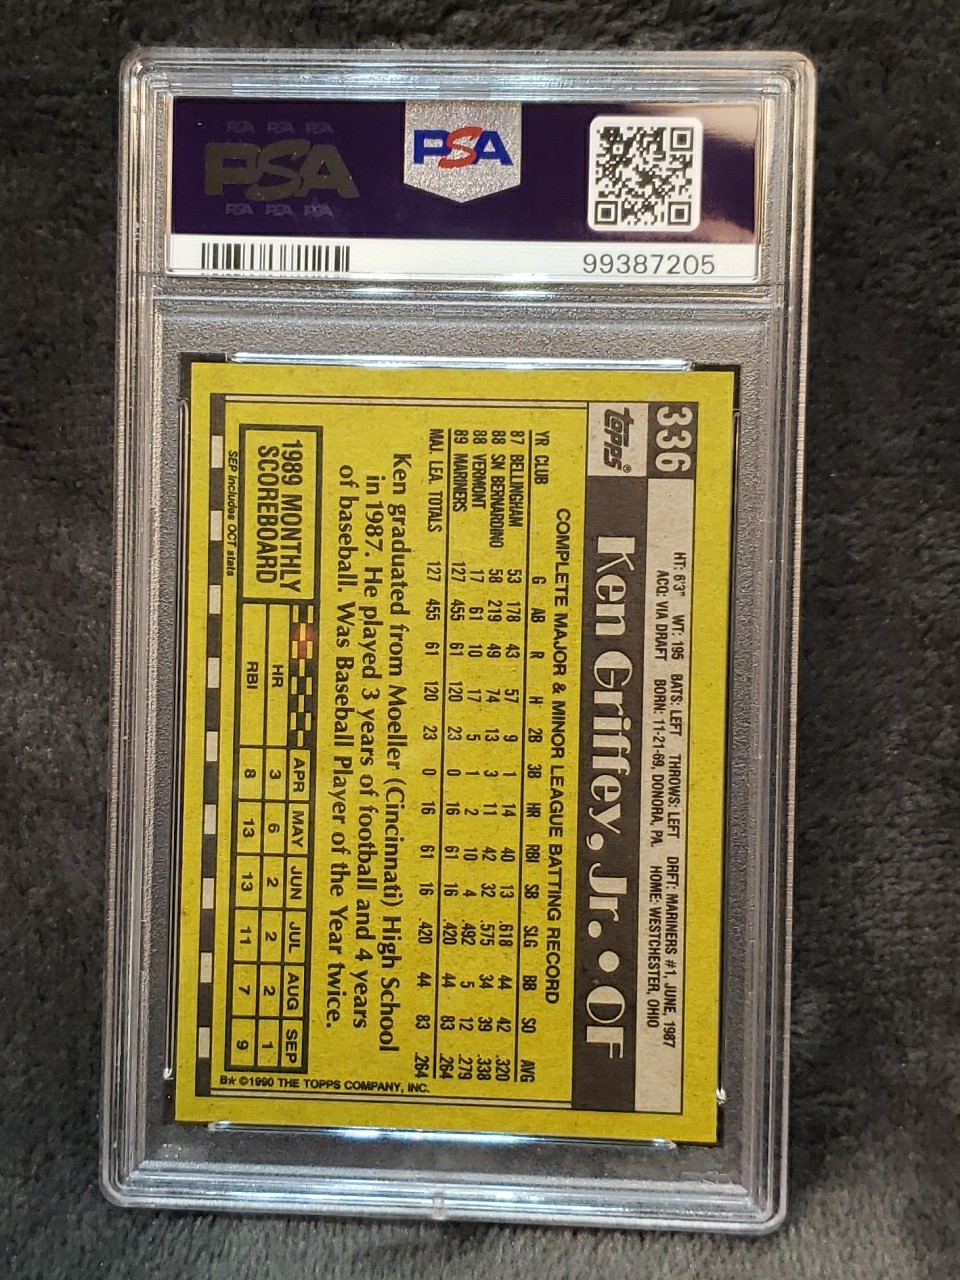 PSA PSA PSA
PSA
PSA PSA PSA
PSA
99387205
336
topps®
HT: 6'3" WT: 195 BATS: LEFT THROWS: LEFT DRFT: MARINERS #1, JUNE, 1987
ACQ: VIA DRAFT BORN: 11-21-69, DONORA, PA. HOME: WESTCHESTER, OHIO
Ken Griffey, Jr. • OF
COMPLETE MAJOR & MINOR LEAGUE BATTING RECORD
YR CLUB G AB R H 2B 3B HR RBI SB SLG BB SO AVG
87 BELLINGHAM 53 178 43 57 9 1 14 40 13 .618 44 42 .320
88 SN BERNARDINO 58 219 49 74 13 3 11 42 32 .575 34 39 .338
88 VERMONT 17 61 10 17 5 1 2 10 4 .492 5 12 .279
89 MARINERS 127 455 61 120 23 0 16 61 16 .420 44 83 .264
MAJ. LEA. TOTALS 127 455 61 120 23 0 16 61 16 .420 44 83 .264
Ken graduated from Moeller (Cincinnati) High School
in 1987. He played 3 years of football and 4 years
of baseball. Was Baseball Player of the Year twice.
1989 MONTHLY
SCOREBOARD
SEP includes OCT stats
APR MAY JUN JUL AUG SEP
HR 3 6 2 2 2 1
RBI 8 13 13 11 7 9
B* ©1990 THE TOPPS COMPANY, INC.